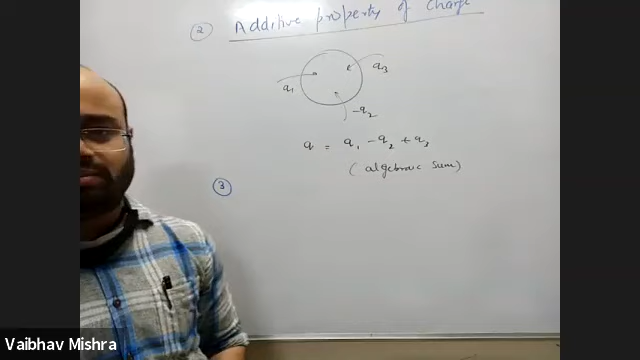 2 Additive property of Charge
q1
q3
-q2
q = q1 - q2 + q3
(algebraic sum)
3
Vaibhav Mishra